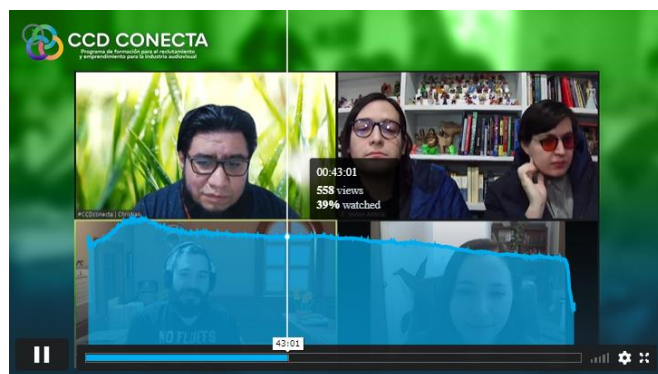 CCD CONECTA
Programa de formación para el reclutamiento
y emprendimiento para la industria audiovisual
00:43:01
558 views
39% watched
#CCDconecta | Christian
NO FLUFFS
43:01